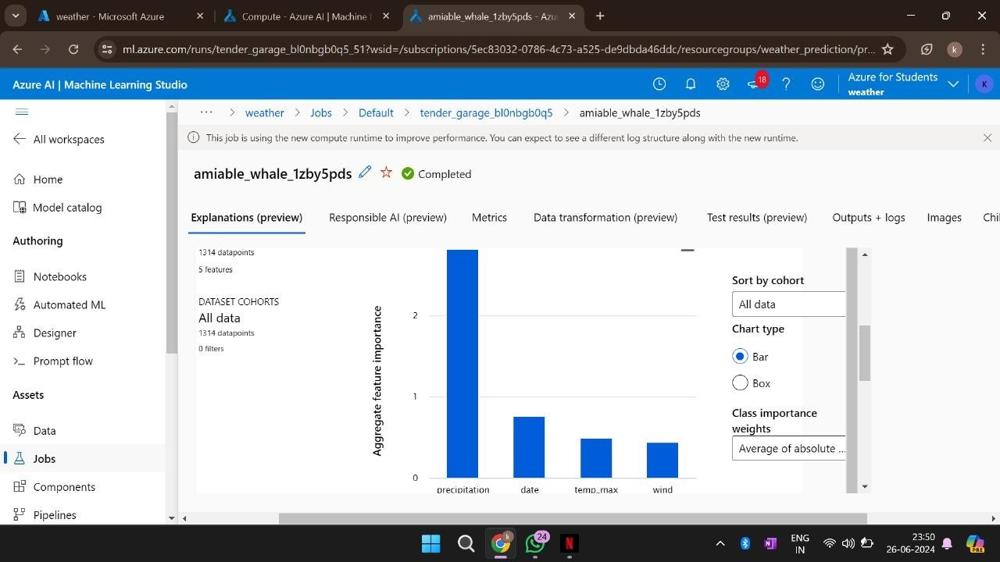 weather - Microsoft Azure
Compute - Azure AI | Machine L
amiable_whale_1zby5pds - Azu
ml.azure.com/runs/tender_garage_bl0nbgb0q5_51?wsid=/subscriptions/5ec83032-0786-4c73-a525-de9dbda46ddc/resourcegroups/weather_prediction/pr...
k
Azure AI | Machine Learning Studio
18
Azure for Students
weather
K
All workspaces
Home
Model catalog
Authoring
Notebooks
Automated ML
Designer
Prompt flow
Assets
Data
Jobs
Components
Pipelines
... > weather > Jobs > Default > tender_garage_bl0nbgb0q5 > amiable_whale_1zby5pds
This job is using the new compute runtime to improve performance. You can expect to see a different log structure along with the new runtime.
amiable_whale_1zby5pds
Completed
Explanations (preview)
Responsible AI (preview)
Metrics
Data transformation (preview)
Test results (preview)
Outputs + logs
Images
Chi
1314 datapoints
5 features
DATASET COHORTS
All data
1314 datapoints
0 filters
Aggregate feature importance
2
1
0
precipitation
date
temp_max
wind
Sort by cohort
All data
Chart type
Bar
Box
Class importance
weights
Average of absolute ...
k
24
N
N
ENG
IN
23:50
26-06-2024
PRE